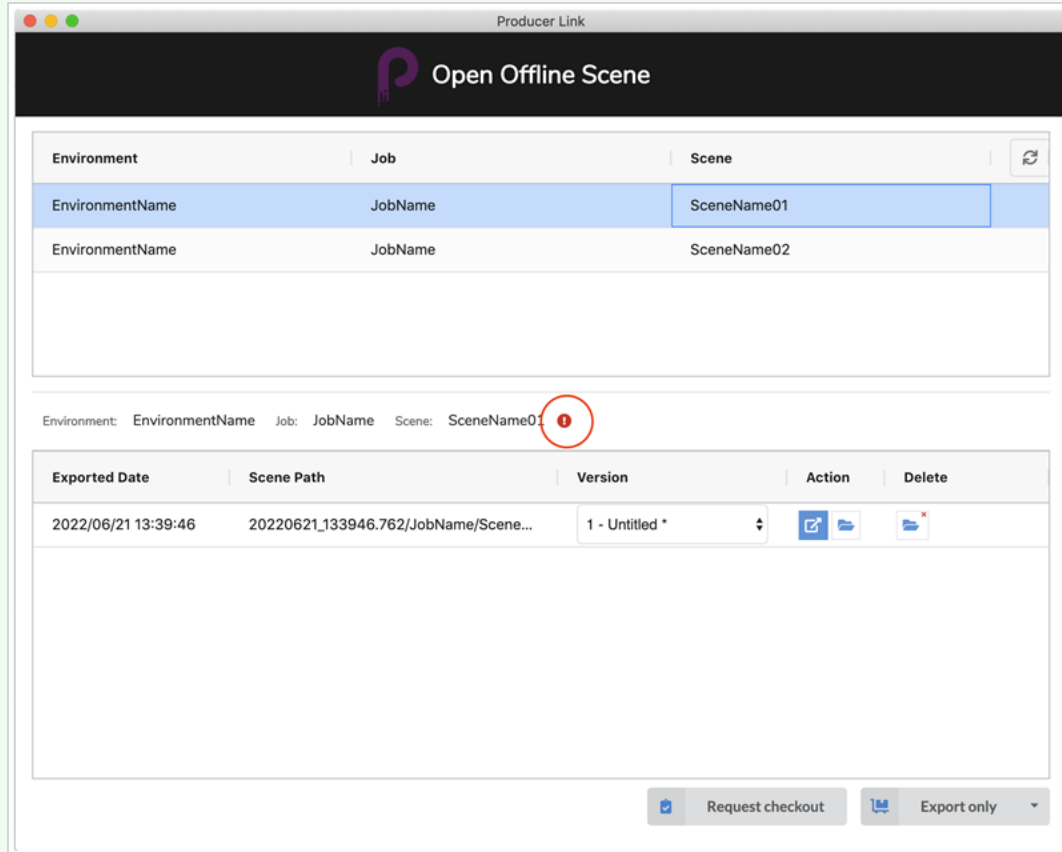 Producer Link
Open Offline Scene
Environment Job Scene
EnvironmentName JobName SceneName01
EnvironmentName JobName SceneName02
Environment: EnvironmentName Job: JobName Scene: SceneName01
Exported Date Scene Path Version Action Delete
2022/06/21 13:39:46 20220621_133946.762/JobName/Scene... 1 - Untitled *
Request checkout Export only